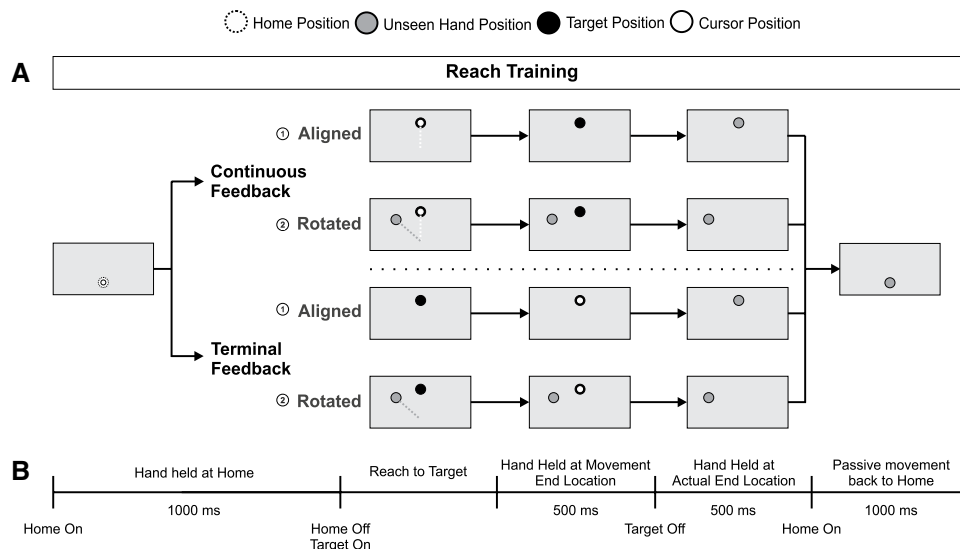 Home Position Unseen Hand Position Target Position Cursor Position
A
Reach Training
① Aligned
Continuous
Feedback
② Rotated
① Aligned
Terminal
Feedback
② Rotated
B
Hand held at Home
Reach to Target
Hand Held at Movement
End Location
Hand Held at
Actual End Location
Passive movement
back to Home
1000 ms
500 ms
500 ms
1000 ms
Home On
Home Off
Target On
Target Off
Home On